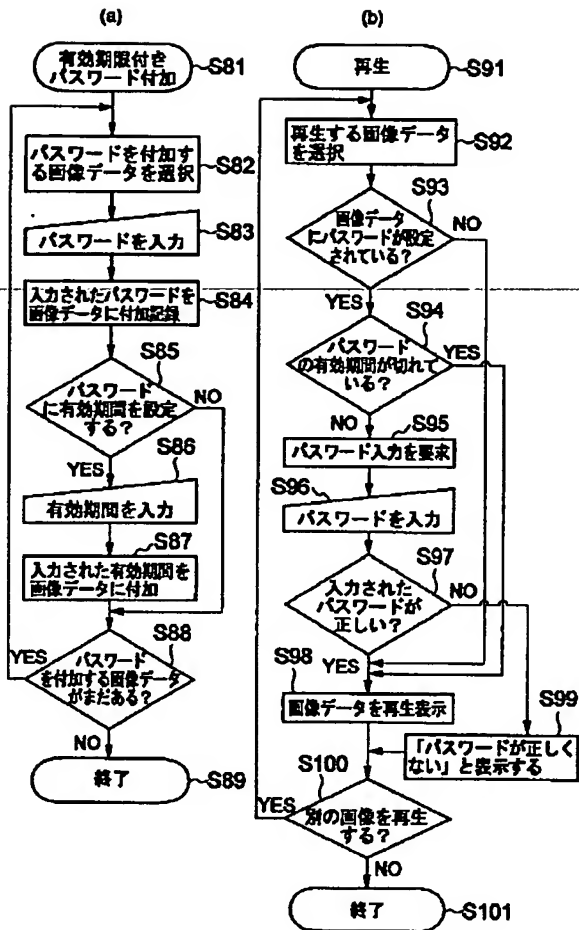 (a)
有効期限付き
パスワード付加
S81
パスワードを付加す
る画像データを選択
S82
パスワードを入力
S83
入力されたパスワードを
画像データに付加記録
S84
S85
パスワード
に有効期間を設定
する?
NO
YES
S86
有効期間を入力
S87
入力された有効期間を
画像データに付加
S88
YES
パスワード
を付加する画像データ
がまだある?
NO
終了
S89
(b)
再生
S91
再生する画像データ
を選択
S92
S93
画像データ
にパスワードが設定
されている?
NO
YES
S94
パスワード
の有効期間が切れて
いる?
YES
NO
S95
パスワード入力を要求
S96
パスワードを入力
S97
入力された
パスワードが
正しい?
NO
YES
S98
画像データを再生表示
S99
「パスワードが正しく
ない」と表示する
S100
YES
別の画像を再生
する?
NO
終了
S101